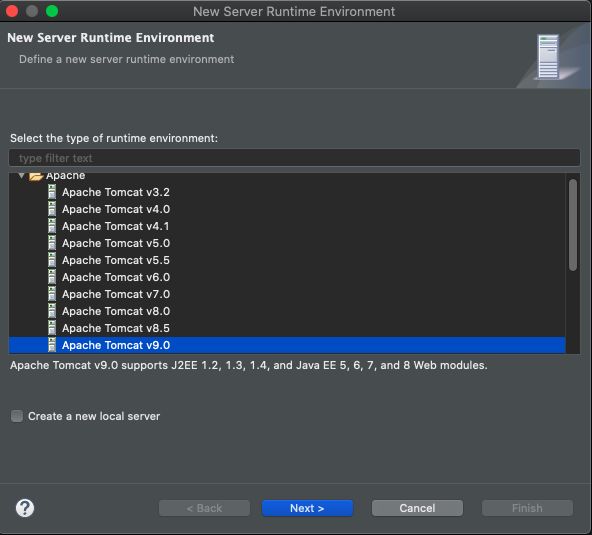 New Server Runtime Environment
New Server Runtime Environment
Define a new server runtime environment
Select the type of runtime environment:
type filter text
Apache
Apache Tomcat v3.2
Apache Tomcat v4.0
Apache Tomcat v4.1
Apache Tomcat v5.0
Apache Tomcat v5.5
Apache Tomcat v6.0
Apache Tomcat v7.0
Apache Tomcat v8.0
Apache Tomcat v8.5
Apache Tomcat v9.0
Apache Tomcat v9.0 supports J2EE 1.2, 1.3, 1.4, and Java EE 5, 6, 7, and 8 Web modules.
Create a new local server
?
< Back
Next >
Cancel
Finish